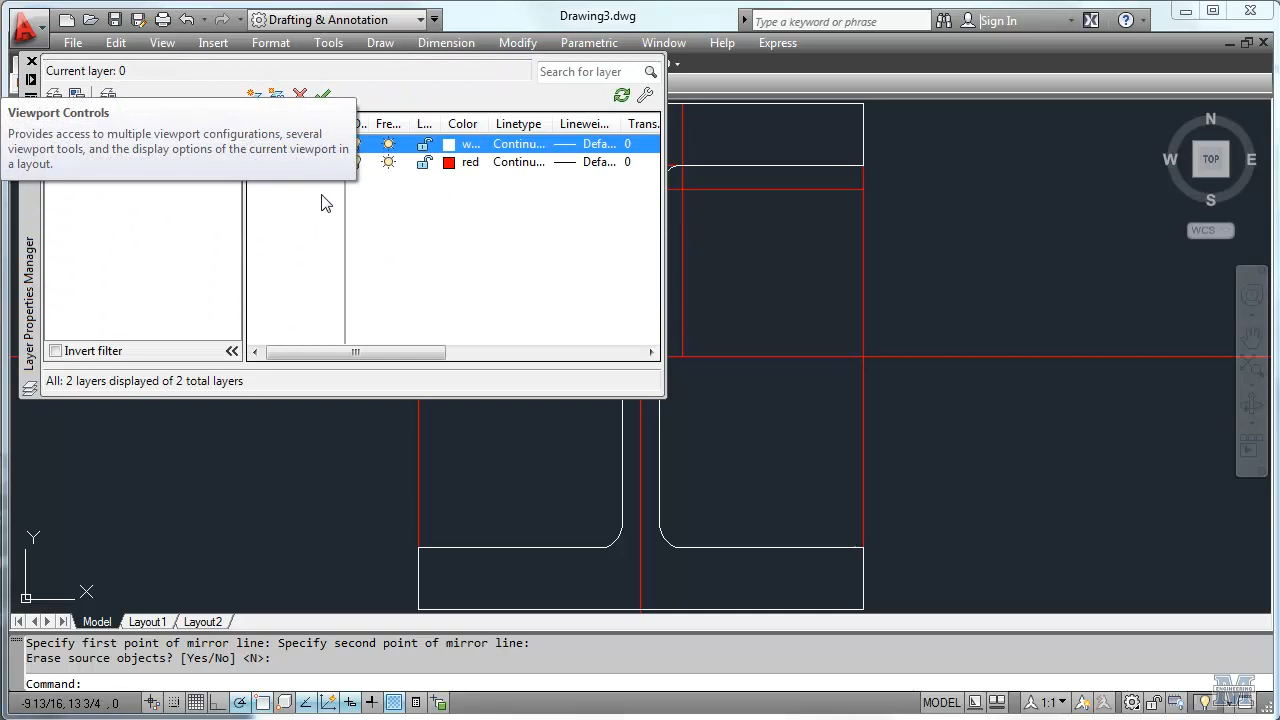 Drafting & Annotation
Drawing3.dwg
Type a keyword or phrase
Sign In
File Edit View Insert Format Tools Draw Dimension Modify Parametric Window Help Express
Current layer: 0
Search for layer
Viewport Controls
Provides access to multiple viewport configurations, several
viewport tools, and the display options of the current viewport in
a layout.
Fre... L... Color Linetype Linewei... Trans.
w... Continu... Defa... 0
red Continu... Defa... 0
Layer Properties Manager
Invert filter
All: 2 layers displayed of 2 total layers
N
W TOP E
S
WCS
Y
X
Model Layout1 Layout2
Specify first point of mirror line: Specify second point of mirror line:
Erase source objects? [Yes/No] <N>:
Command:
-9 13/16, 13 3/4 , 0
MODEL
1:1
ENGINEERING